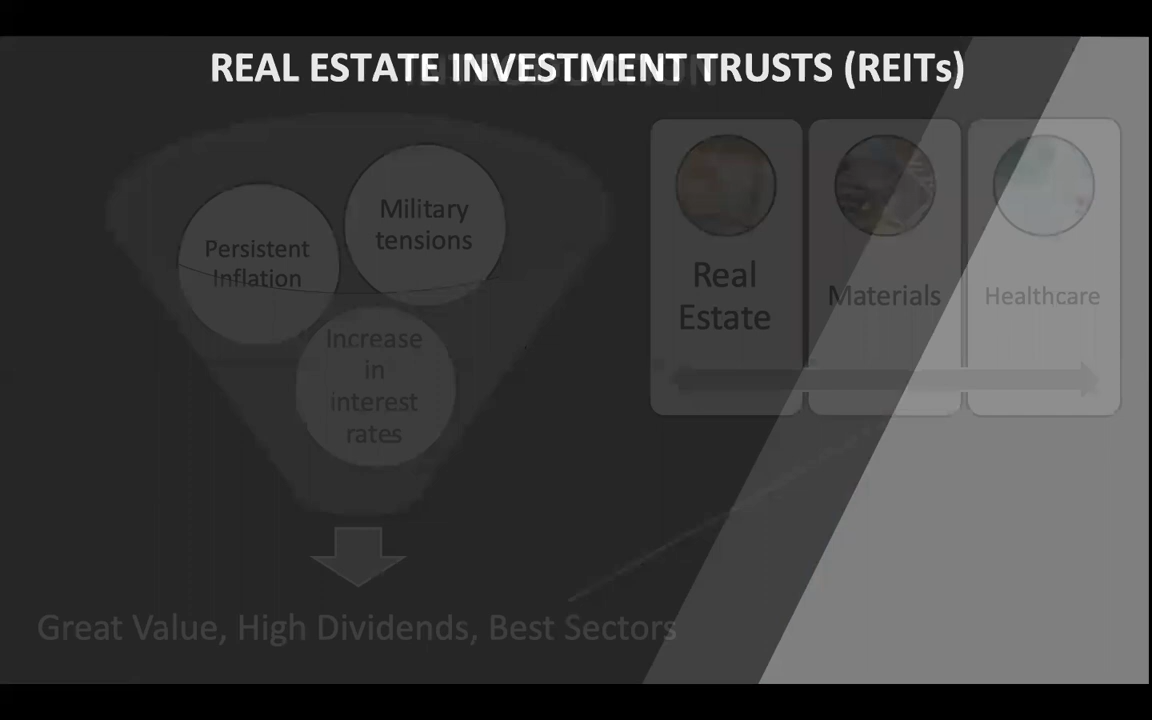 REAL ESTATE INVESTMENT TRUSTS (REITs)
Military
tensions
Persistent
Inflation
Increase
in
interest
rates
Real
Estate
Materials
Healthcare
Great Value, High Dividends, Best Sectors